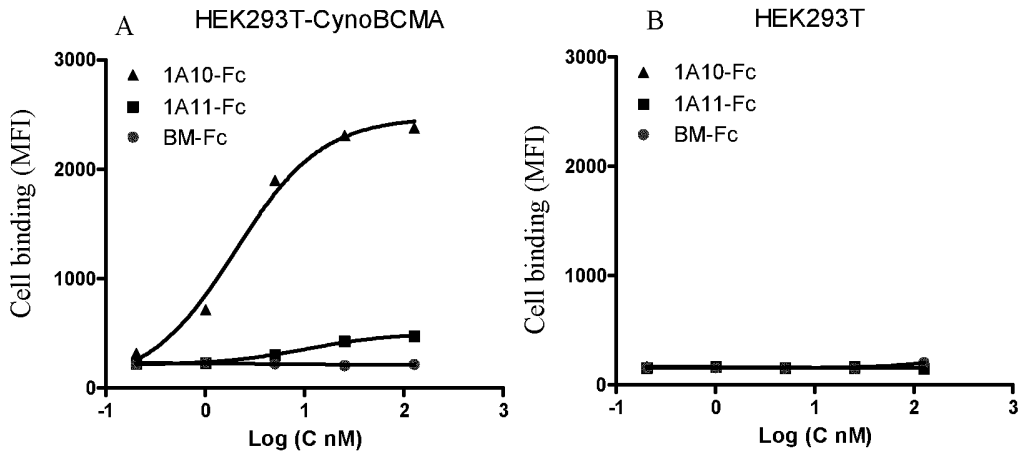 A HEK293T-CynoBCMA
3000
2000
1000
0
1A10-Fc
1A11-Fc
BM-Fc
Cell binding (MFI)
-1 0 1 2 3
Log (C nM)
B HEK293T
3000
2000
1000
0
1A10-Fc
1A11-Fc
BM-Fc
Cell binding (MFI)
-1 0 1 2 3
Log (C nM)